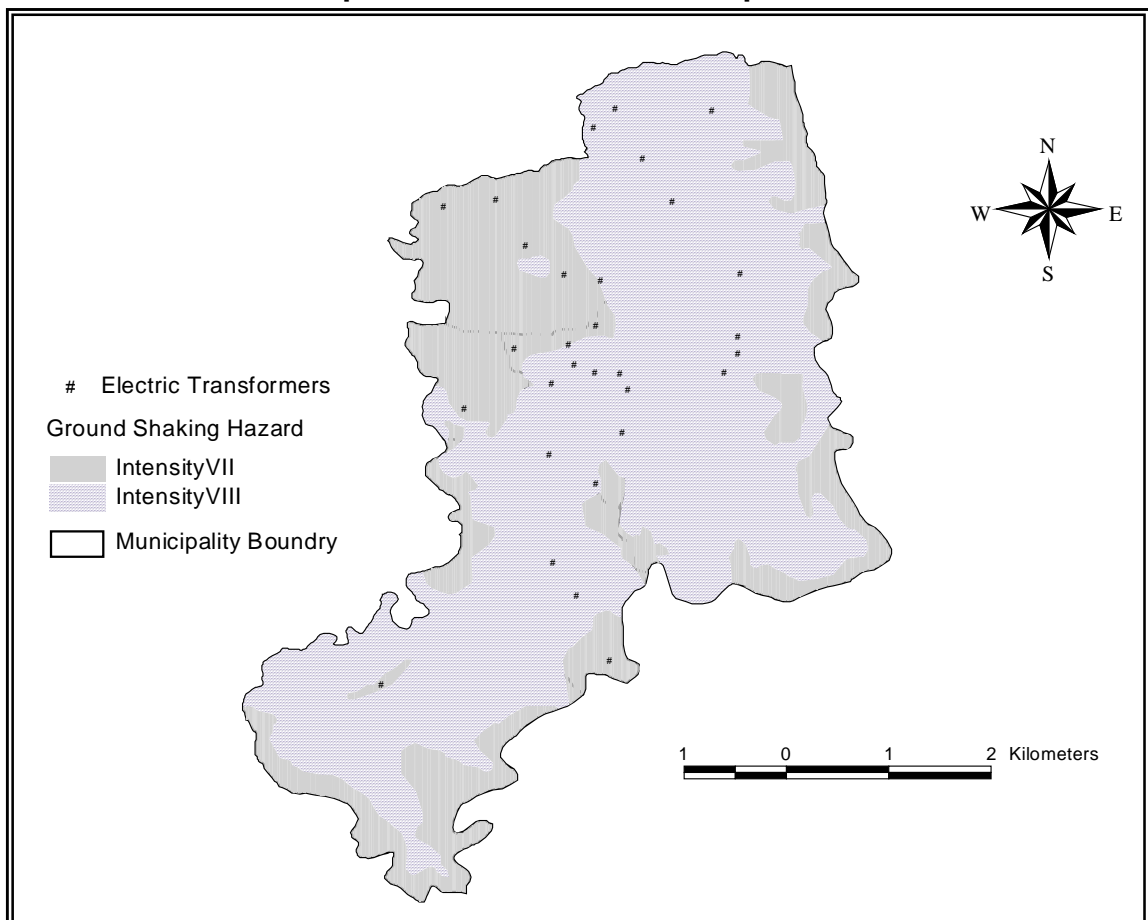 N
W E
S
# Electric Transformers
Ground Shaking Hazard
IntensityVII
IntensityVIII
Municipality Boundry
1 0 1 2 Kilometers